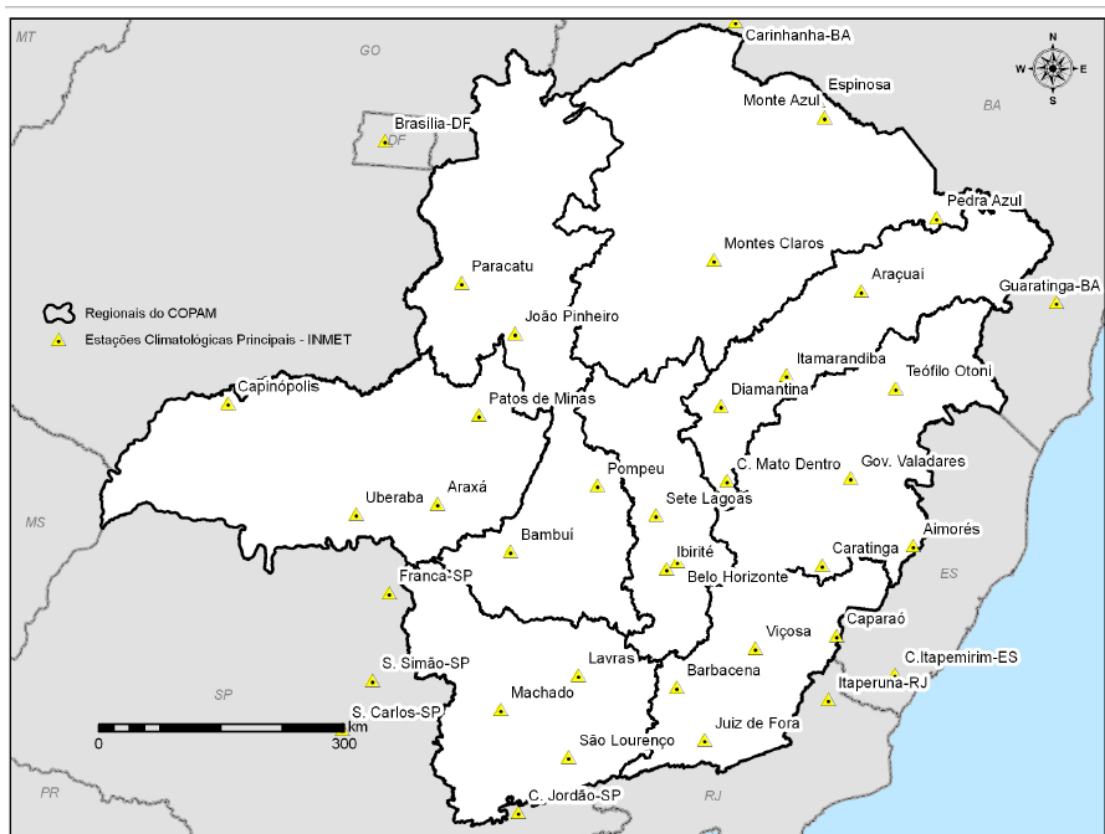 MT
GO
Carinhanha-BA
N
W
E
S
Espinosa
Monte Azul
BA
Brasilia-DF
DF
Pedra Azul
Montes Claros
Paracatu
Araçuai
Guaratinga-BA
Regionais do COPAM
João Pinheiro
Estações Climatológicas Principais - INMET
Itamarandiba
Teófilo Otoni
Capinópolis
Diamantina
Patos de Minas
C. Mato Dentro
Gov. Valadares
Pompeu
Uberaba
Araxá
Sete Lagoas
MS
Aimorés
Bambuí
Ibirité
Caratinga
Belo Horizonte
ES
Franca-SP
Caparaó
Viçosa
S. Simão-SP
Lavras
Barbacena
C.Itapemirim-ES
Itaperuna-RJ
SP
Machado
S. Carlos-SP
km
0
300
Juiz de Fora
São Lourenço
PR
C. Jordão-SP
RJ